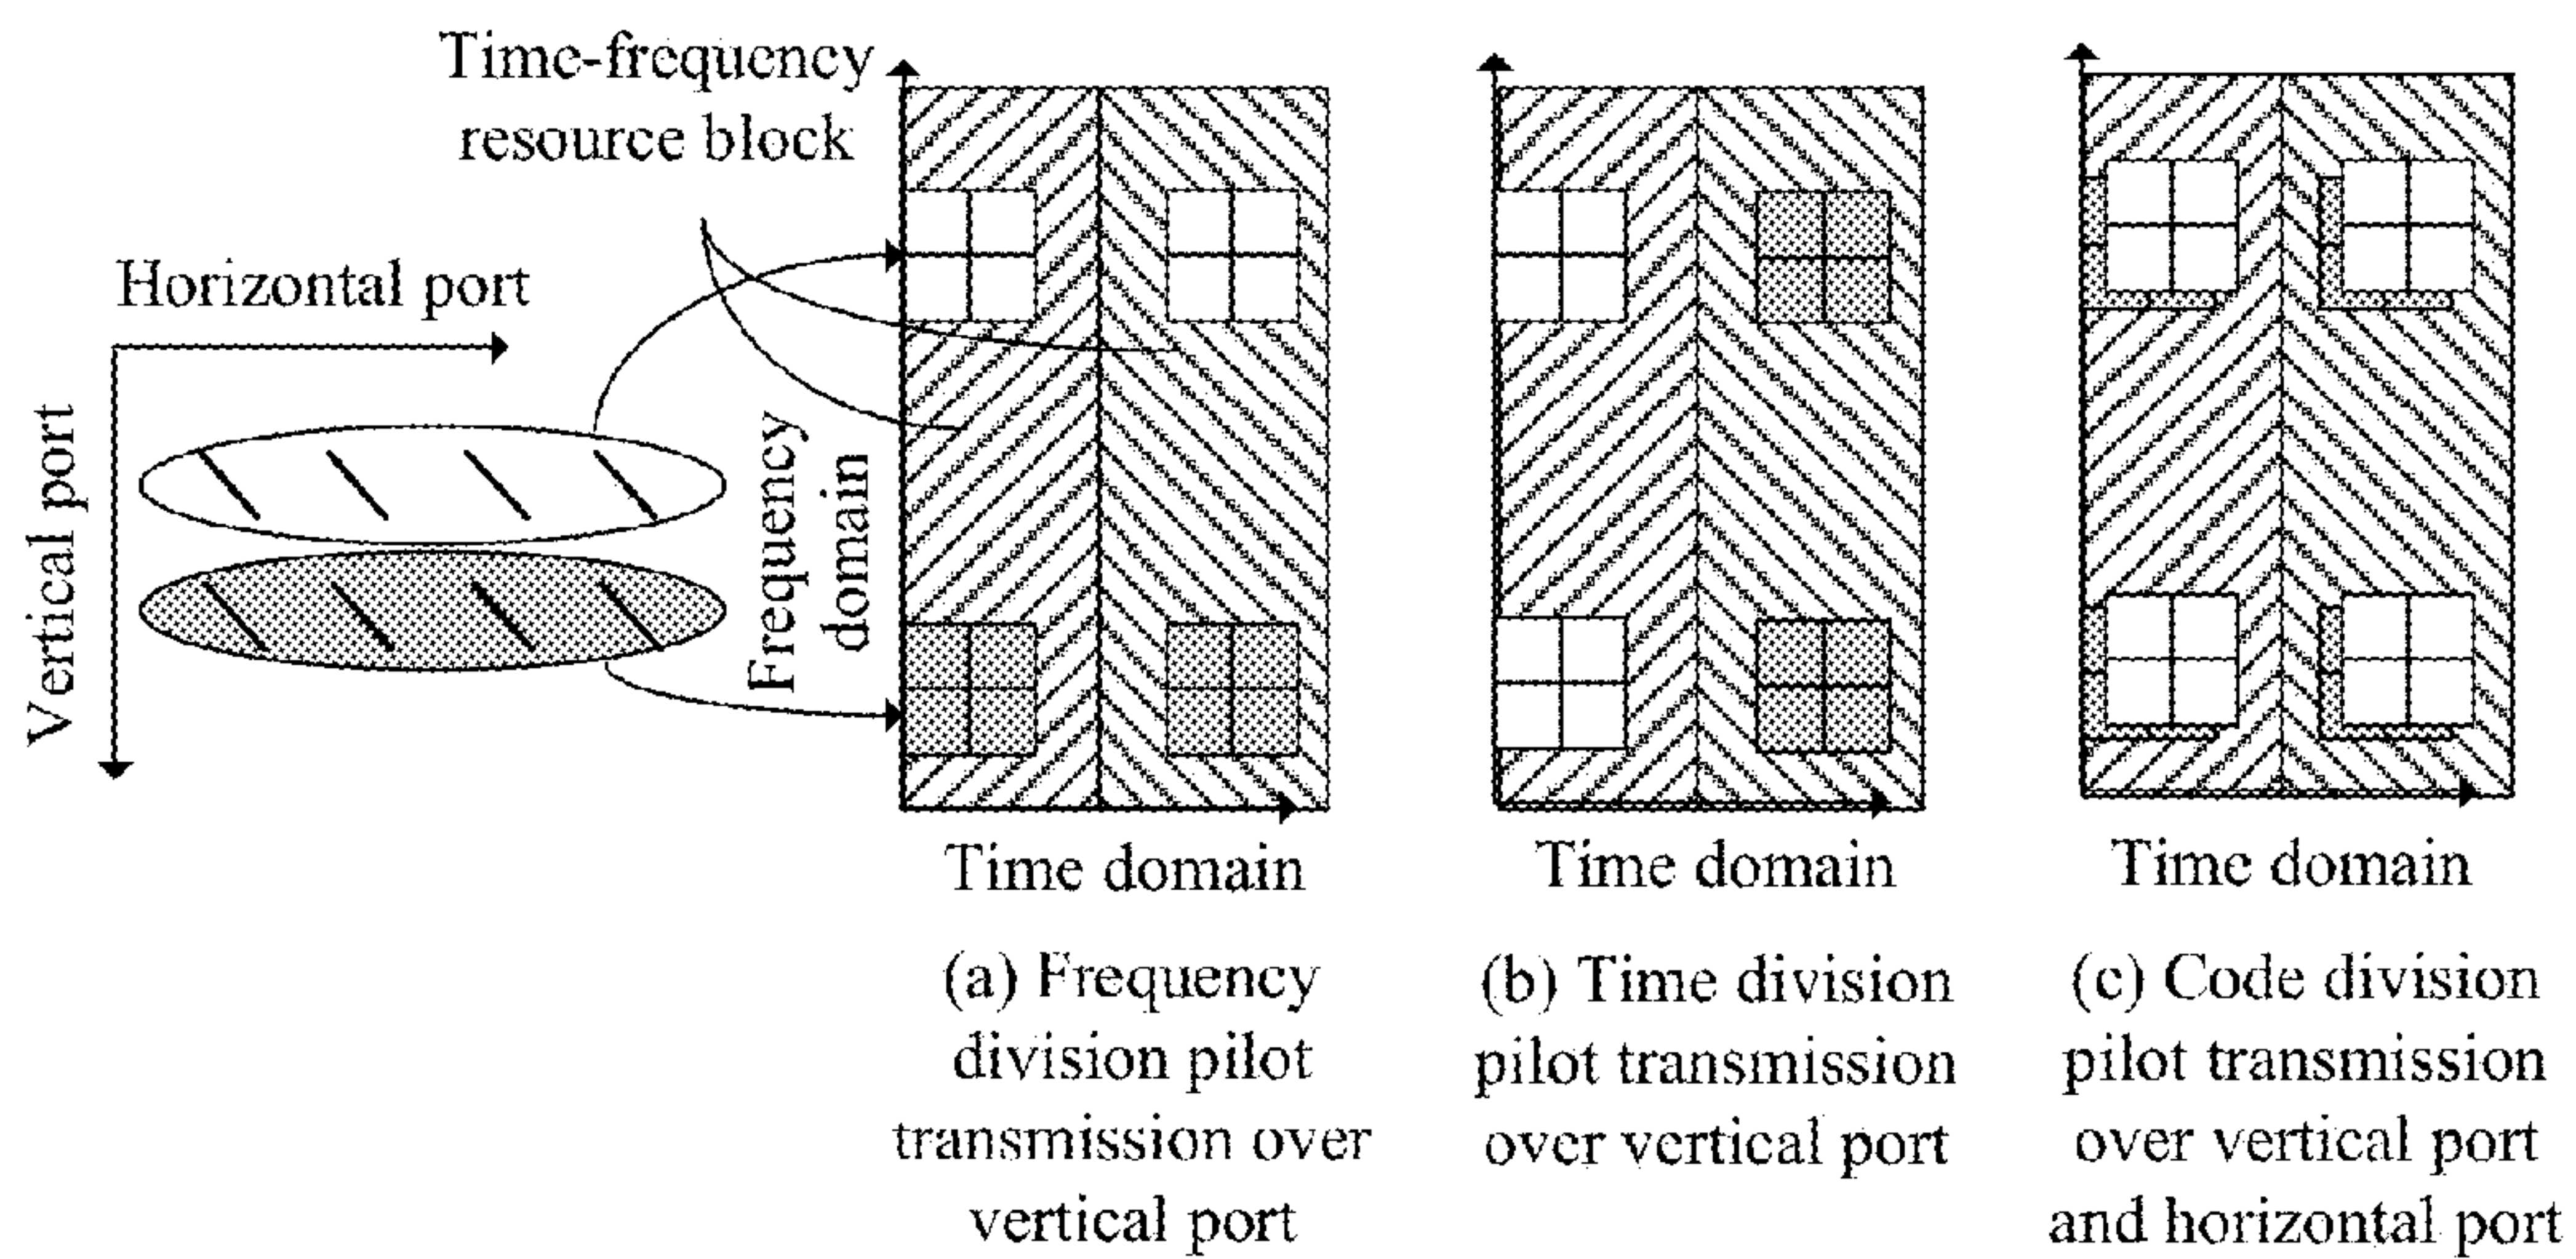 Time-frequency
resource block
Horizontal port
Vertical port
Frequency
domain
Time domain
Time domain
Time domain
(a) Frequency
division pilot
transmission over
vertical port
(b) Time division
pilot transmission
over vertical port
(c) Code division
pilot transmission
over vertical port
and horizontal port